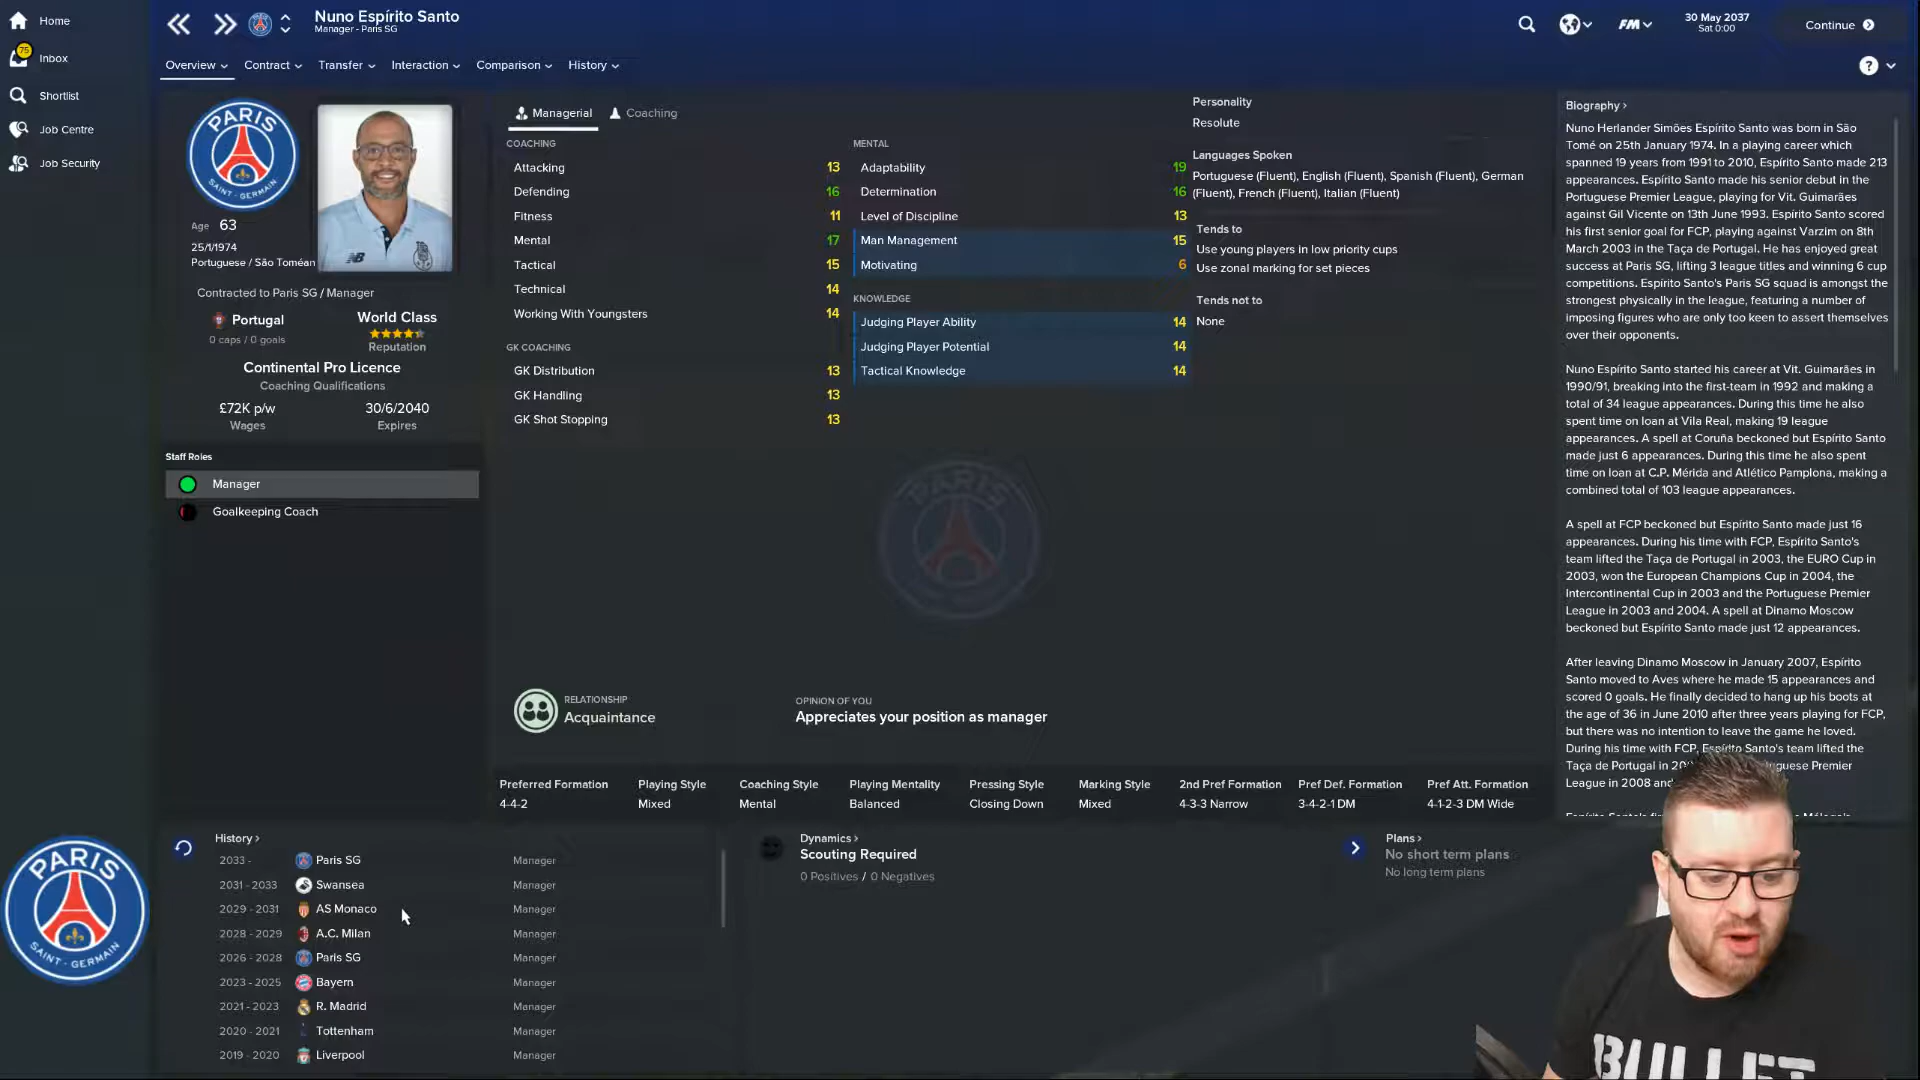 Home
75
Inbox
Shortlist
Job Centre
Job Security
Nuno Espírito Santo
Manager - Paris SG
FM
30 May 2037
Sat 0:00
Continue
Overview
Contract
Transfer
Interaction
Comparison
History
?
PARIS
SAINT-GERMAIN
Age 63
25/1/1974
Portuguese / São Toméan
Contracted to Paris SG / Manager
Portugal
0 caps / 0 goals
World Class
Reputation
Continental Pro Licence
Coaching Qualifications
£72K p/w
Wages
30/6/2040
Expires
Staff Roles
Manager
Goalkeeping Coach
Managerial
Coaching
COACHING
Attacking 13
Defending 16
Fitness 11
Mental 17
Tactical 15
Technical 14
Working With Youngsters 14
GK COACHING
GK Distribution 13
GK Handling 13
GK Shot Stopping 13
MENTAL
Adaptability 19
Determination 16
Level of Discipline 13
Man Management 15
Motivating 6
KNOWLEDGE
Judging Player Ability 14
Judging Player Potential 14
Tactical Knowledge 14
Personality
Resolute
Languages Spoken
Portuguese (Fluent), English (Fluent), Spanish (Fluent), German
(Fluent), French (Fluent), Italian (Fluent)
Tends to
Use young players in low priority cups
Use zonal marking for set pieces
Tends not to
None
PARIS
RELATIONSHIP
Acquaintance
OPINION OF YOU
Appreciates your position as manager
Preferred Formation
4-4-2
Playing Style
Mixed
Coaching Style
Mental
Playing Mentality
Balanced
Pressing Style
Closing Down
Marking Style
Mixed
2nd Pref Formation
4-3-3 Narrow
Pref Def. Formation
3-4-2-1 DM
Pref Att. Formation
4-1-2-3 DM Wide
Biography >
Nuno Herlander Simões Espírito Santo was born in São
Tomé on 25th January 1974. In a playing career which
spanned 19 years from 1991 to 2010, Espírito Santo made 213
appearances. Espírito Santo made his senior debut in the
Portuguese Premier League, playing for Vit. Guimarães
against Gil Vicente on 13th June 1993. Espírito Santo scored
his first senior goal for FCP, playing against Varzim on 8th
March 2003 in the Taça de Portugal. He has enjoyed great
success at Paris SG, lifting 3 league titles and winning 6 cup
competitions. Espírito Santo's Paris SG squad is amongst the
strongest physically in the league, featuring a number of
imposing figures who are only too keen to assert themselves
over their opponents.
Nuno Espírito Santo started his career at Vit. Guimarães in
1990/91, breaking into the first-team in 1992 and making a
total of 34 league appearances. During this time he also
spent time on loan at Vila Real, making 19 league
appearances. A spell at Coruña beckoned but Espírito Santo
made just 6 appearances. During this time he also spent
time on loan at C.P. Mérida and Atlético Pamplona, making a
combined total of 103 league appearances.
A spell at FCP beckoned but Espírito Santo made just 16
appearances. During his time with FCP, Espírito Santo's
team lifted the Taça de Portugal in 2003, the EURO Cup in
2003, won the European Champions Cup in 2004, the
Intercontinental Cup in 2003 and the Portuguese Premier
League in 2003 and 2004. A spell at Dinamo Moscow
beckoned but Espírito Santo made just 12 appearances.
After leaving Dinamo Moscow in January 2007, Espírito
Santo moved to Aves where he made 15 appearances and
scored 0 goals. He finally decided to hang up his boots at
the age of 36 in June 2010 after three years playing for FCP,
but there was no intention to leave the game he loved.
During his time with FCP, Espírito Santo's team lifted the
Taça de Portugal in
League in 2008 and
PARIS
SAINT-GERMAIN
History >
2033 - Paris SG Manager
2031 - 2033 Swansea Manager
2029 - 2031 AS Monaco Manager
2028 - 2029 A.C. Milan Manager
2026 - 2028 Paris SG Manager
2023 - 2025 Bayern Manager
2021 - 2023 R. Madrid Manager
2020 - 2021 Tottenham Manager
2019 - 2020 Liverpool Manager
Dynamics >
Scouting Required
0 Positives / 0 Negatives
Plans >
No short term plans
No long term plans
BULLET